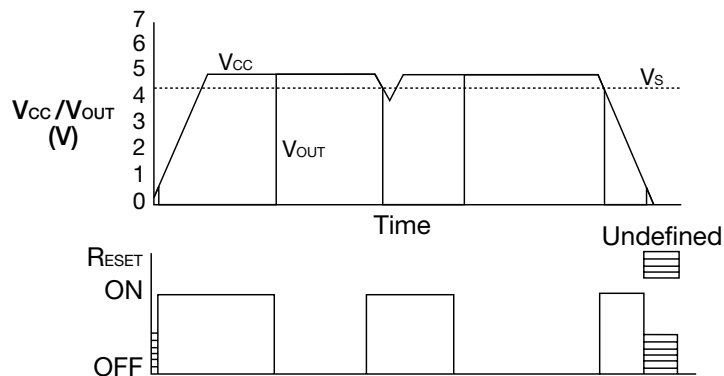 7
6
5
4
3
2
1
0
VCC/VOUT
(V)
VCC
VS
VOUT
Time
Undefined
RESET
ON
OFF